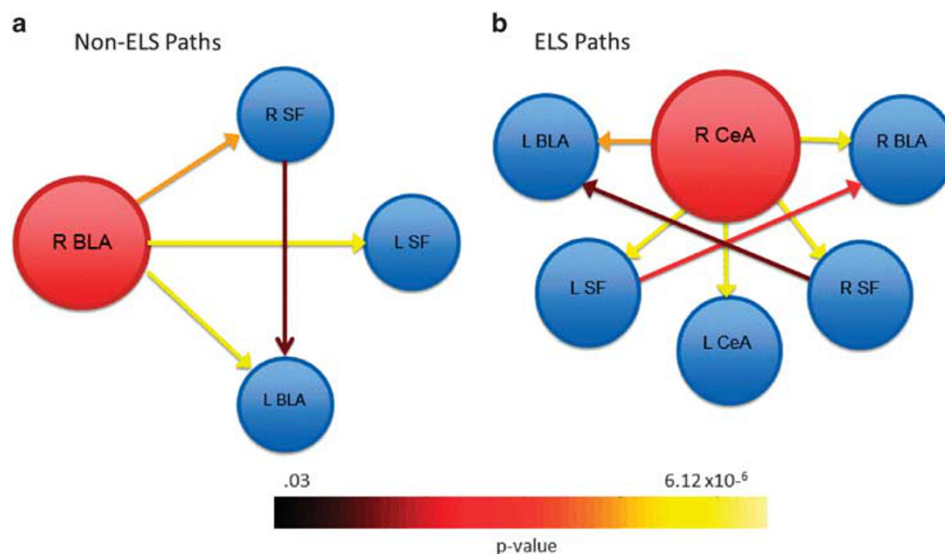 a
Non-ELS Paths
R SF
R BLA
L SF
L BLA
b
ELS Paths
L BLA
R CeA
R BLA
L SF
R SF
L CeA
.03
6.12 x10-⁶
p-value